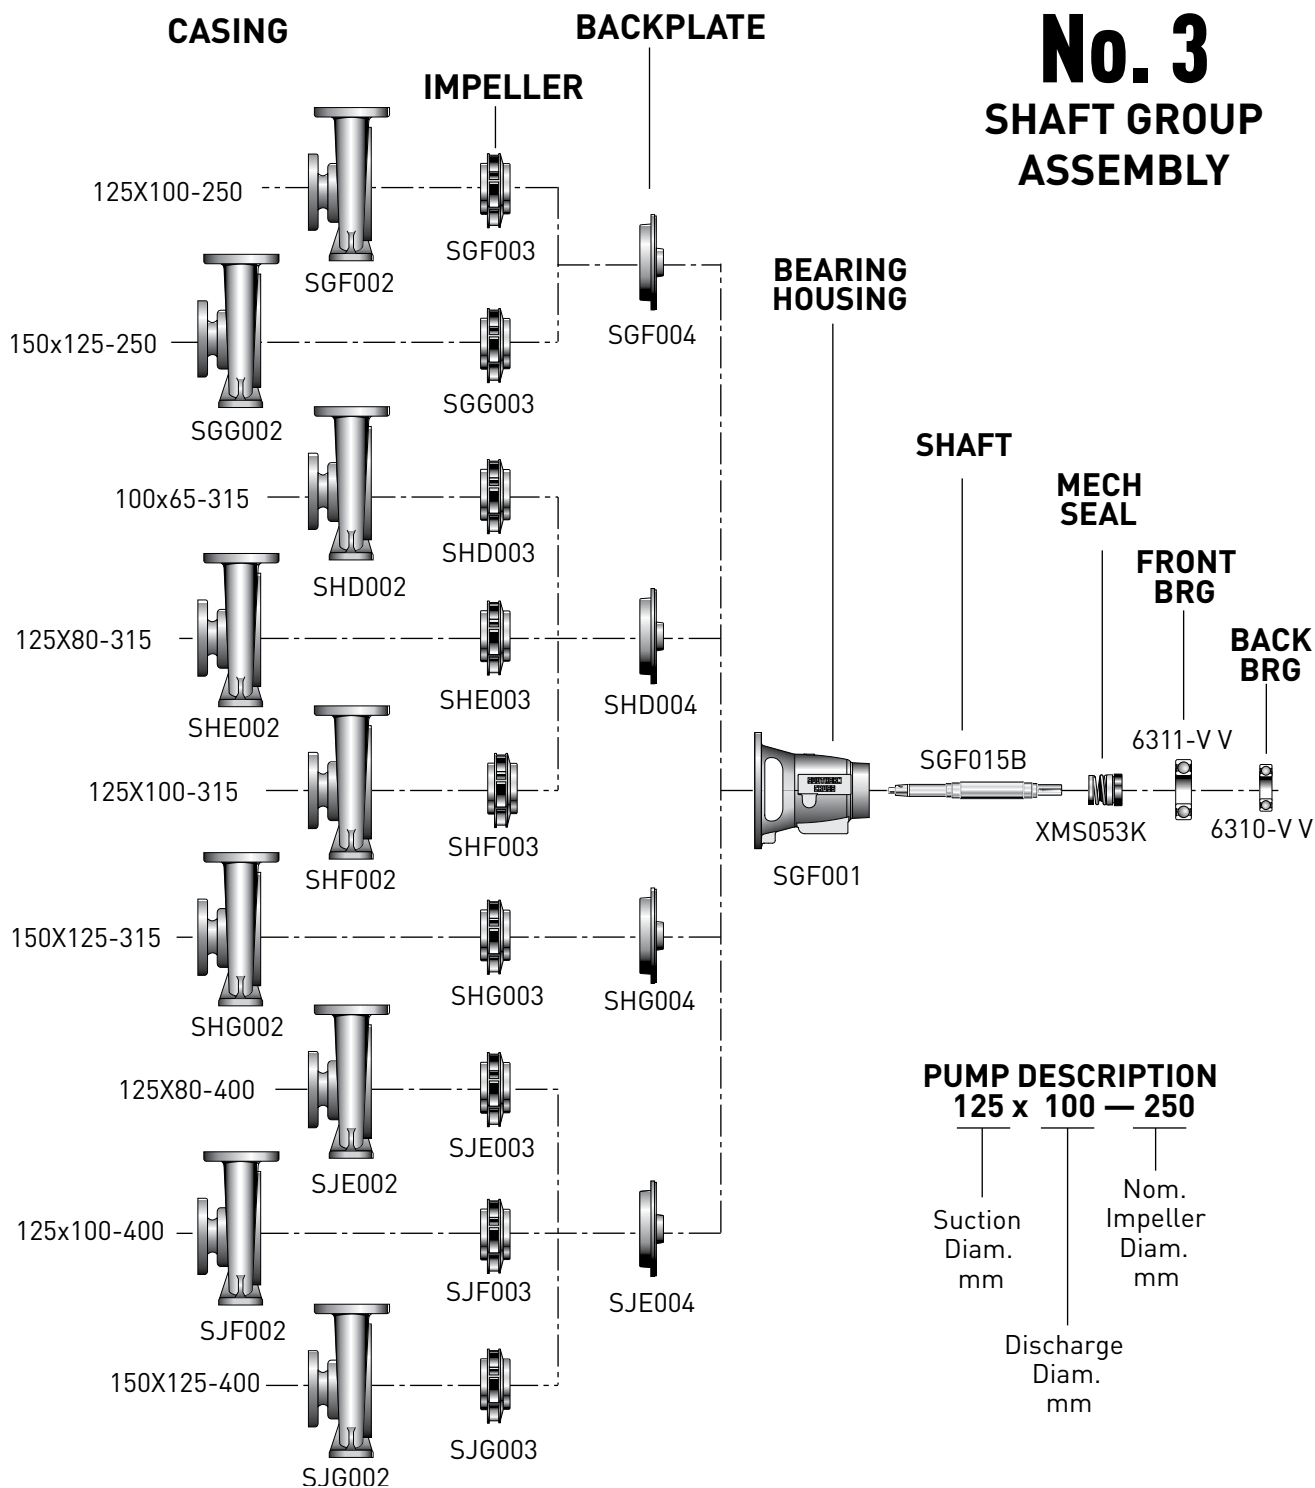 No. 3
SHAFT GROUP
ASSEMBLY
CASING
IMPELLER
BACKPLATE
125X100-250
SGF002
SGF003
SGF004
150x125-250
SGG002
SGG003
100x65-315
SHD002
SHD003
125X80-315
SHE002
SHE003
SHD004
125X100-315
SHF002
SHF003
150X125-315
SHG002
SHG003
SHG004
125X80-400
SJE002
SJE003
125x100-400
SJF002
SJF003
SJE004
150X125-400
SJG002
SJG003
BEARING
HOUSING
SOUTHERN
CROSS
SGF001
SHAFT
SGF015B
MECH
SEAL
XMS053K
FRONT
BRG
6311-V V
BACK
BRG
6310-V V
PUMP DESCRIPTION
125 x 100 — 250
Suction
Diam.
mm
Discharge
Diam.
mm
Nom.
Impeller
Diam.
mm